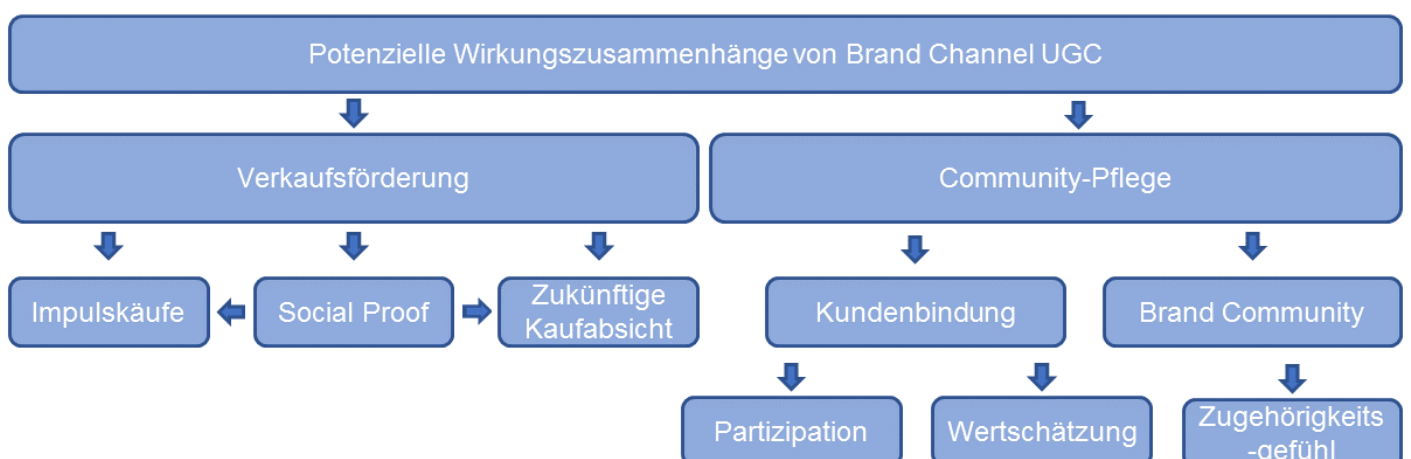 Potenzielle Wirkungszusammenhänge von Brand Channel UGC
Verkaufsförderung
Community-Pflege
Impulskäufe
Social Proof
Zukünftige
Kaufabsicht
Kundenbindung
Brand Community
Partizipation
Wertschätzung
Zugehörigkeits
-gefühl